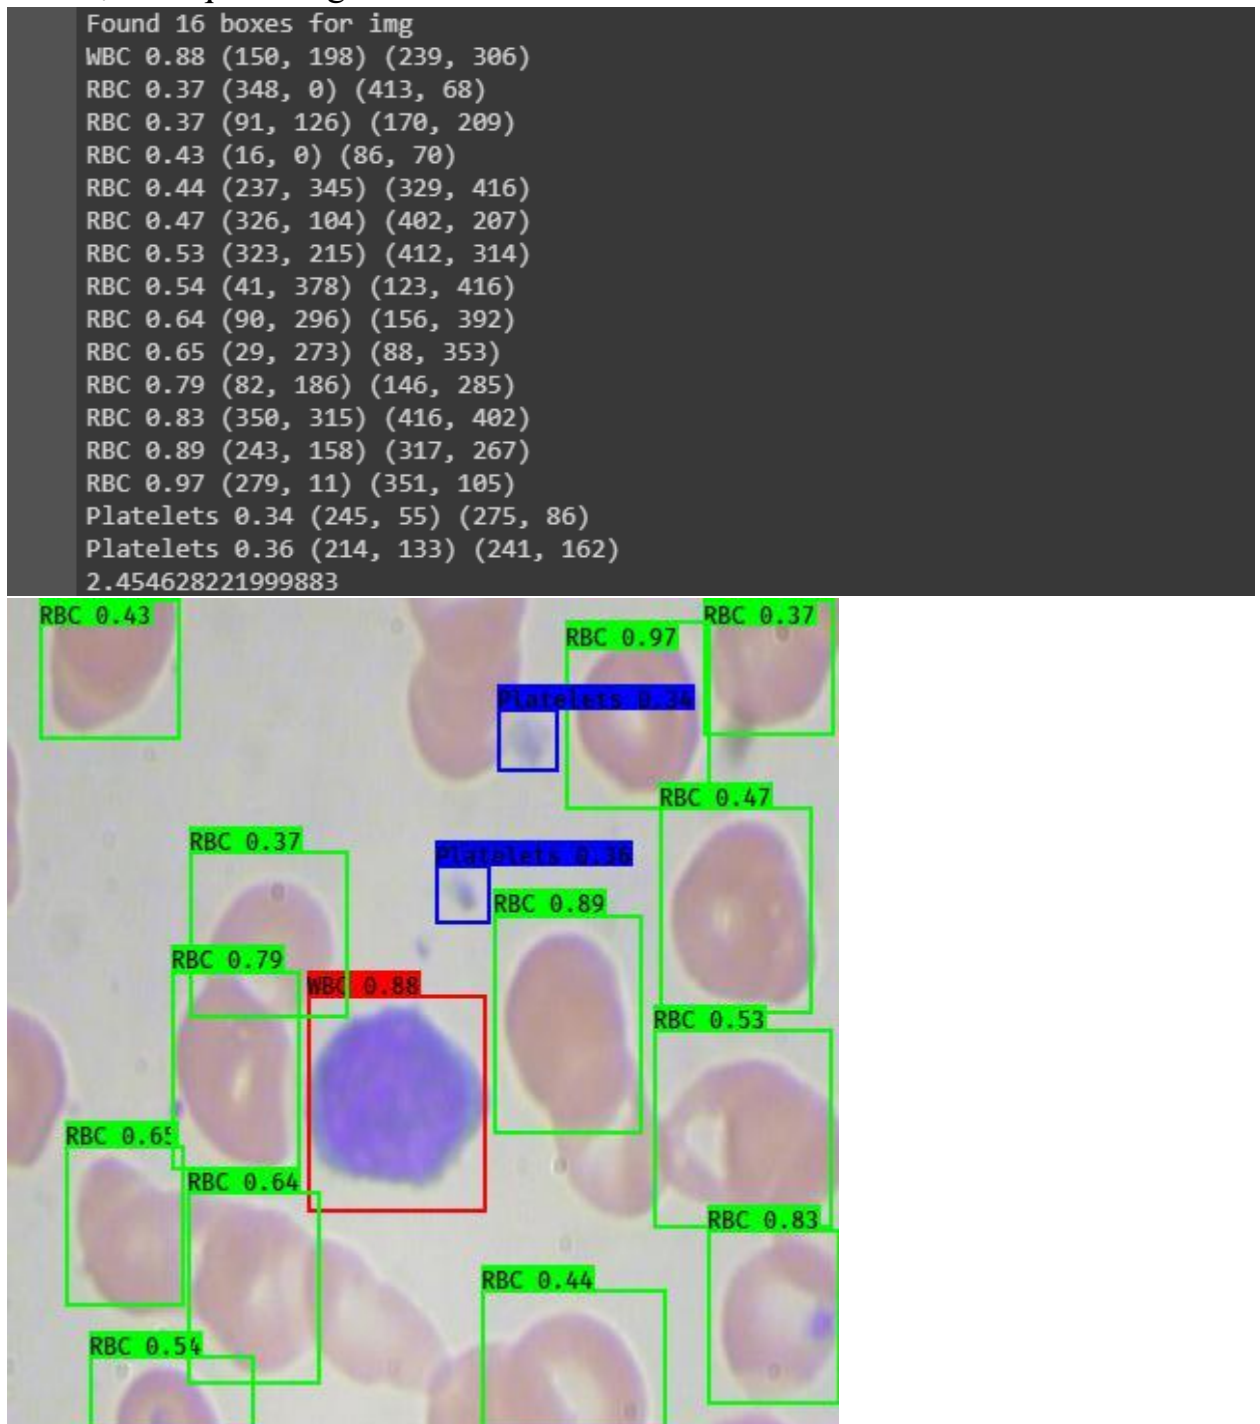 Found 16 boxes for img
WBC 0.88 (150, 198) (239, 306)
RBC 0.37 (348, 0) (413, 68)
RBC 0.37 (91, 126) (170, 209)
RBC 0.43 (16, 0) (86, 70)
RBC 0.44 (237, 345) (329, 416)
RBC 0.47 (326, 104) (402, 207)
RBC 0.53 (323, 215) (412, 314)
RBC 0.54 (41, 378) (123, 416)
RBC 0.64 (90, 296) (156, 392)
RBC 0.65 (29, 273) (88, 353)
RBC 0.79 (82, 186) (146, 285)
RBC 0.83 (350, 315) (416, 402)
RBC 0.89 (243, 158) (317, 267)
RBC 0.97 (279, 11) (351, 105)
Platelets 0.34 (245, 55) (275, 86)
Platelets 0.36 (214, 133) (241, 162)
2.454628221999883
RBC 0.43
RBC 0.37
RBC 0.97
Platelets 0.34
RBC 0.47
RBC 0.37
Platelets 0.36
RBC 0.89
RBC 0.79
WBC 0.88
RBC 0.53
RBC 0.65
RBC 0.64
RBC 0.83
RBC 0.44
RBC 0.54